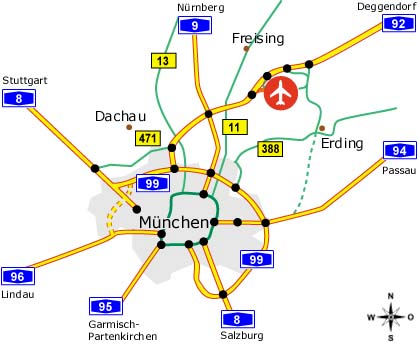 Nürnberg
9
Deggendorf
92
Freising
13
Stuttgart
8
Dachau
471
11
Erding
388
94
Passau
99
München
99
96
Lindau
95
Garmisch-
Partenkirchen
8
Salzburg
N
W O
S